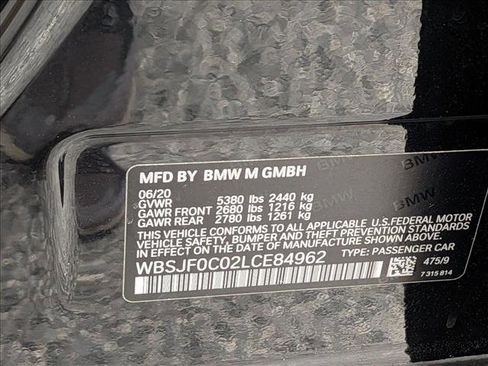 MFD BY BMW M GMBH
06/20
GVWR 5380 lbs 2440 kg
GAWR FRONT 2680 lbs 1216 kg
GAWR REAR 2780 lbs 1261 kg
THIS VEHICLE CONFORMS TO ALL APPLICABLE U.S.FEDERAL MOTOR
VEHICLE SAFETY, BUMPER, AND THEFT PREVENTION STANDARDS
IN EFFECT ON THE DATE OF MANUFACTURE SHOWN ABOVE.
WBSJF0C02LCE84962 TYPE: PASSENGER CAR
475/9
7 315 814